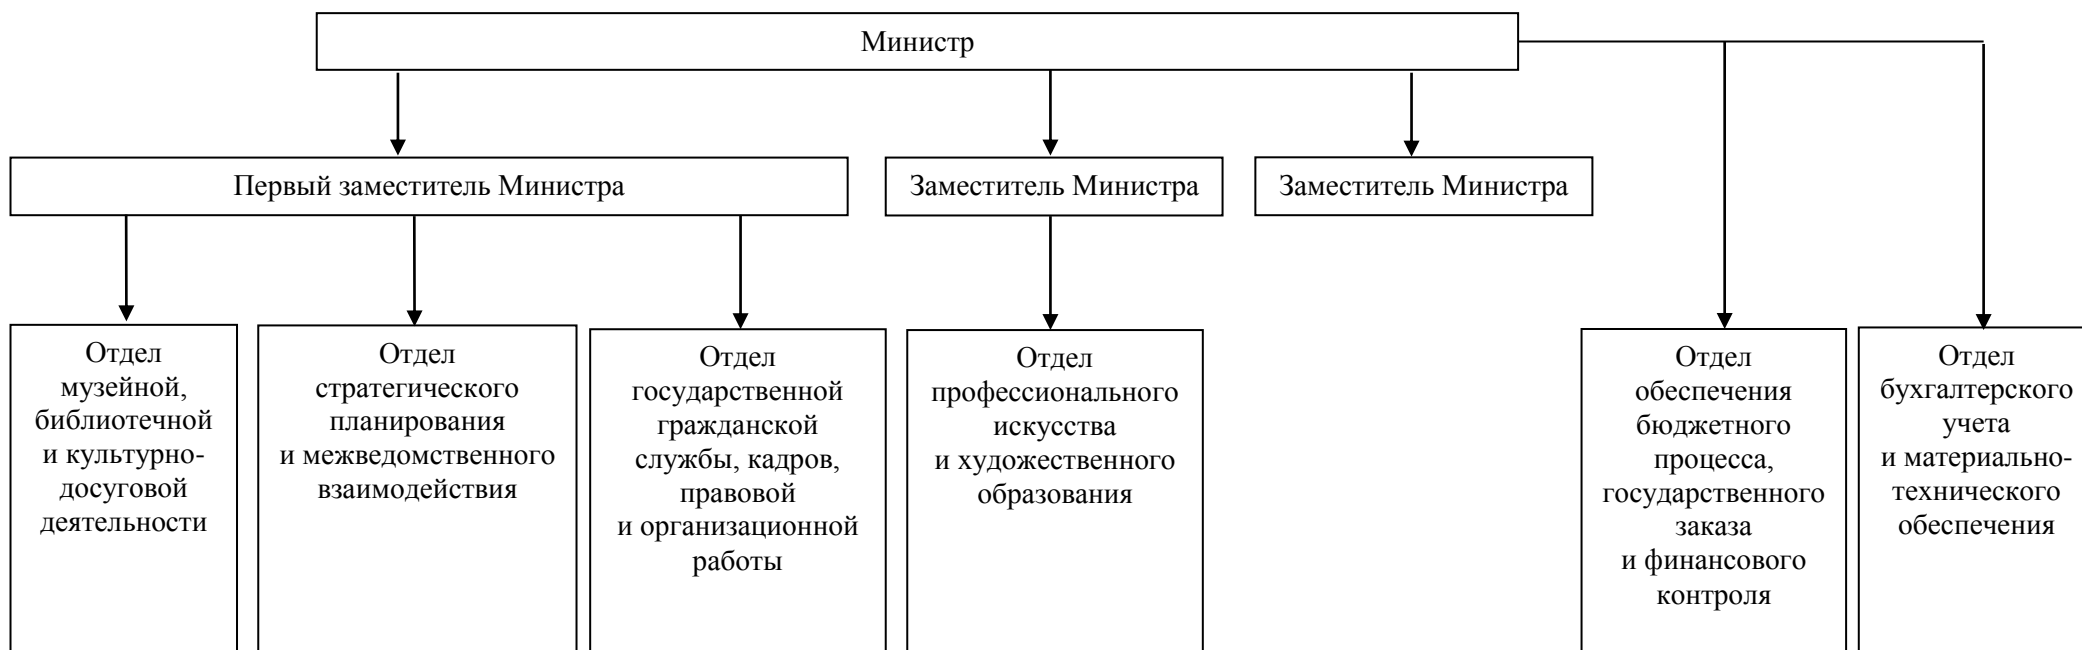 Министр
Первый заместитель Министра
Заместитель Министра
Заместитель Министра
Отдел
музейной,
библиотечной
и культурно-
досуговой
деятельности
Отдел
стратегического
планирования
и межведомственного
взаимодействия
Отдел
государственной
гражданской
службы, кадров,
правовой
и организационной
работы
Отдел
профессионального
искусства
и художественного
образования
Отдел
обеспечения
бюджетного
процесса,
государственного
заказа
и финансового
контроля
Отдел
бухгалтерского
учета
и материально-
технического
обеспечения